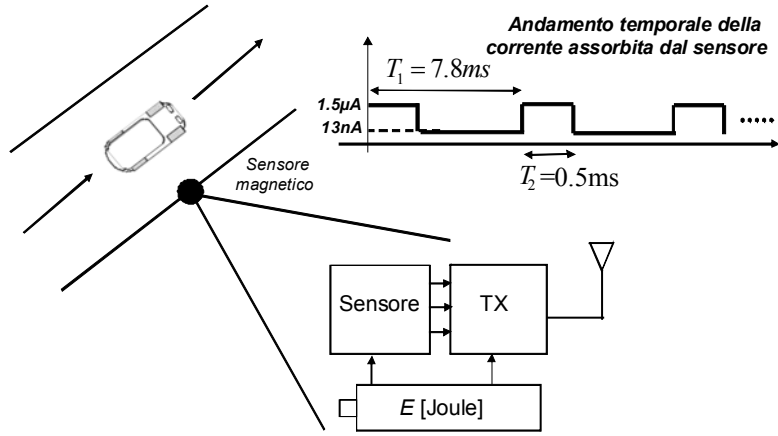 Andamento temporale della
corrente assorbita dal sensore
T₁ = 7.8ms
1.5µA
13nA
.....
T₂=0.5ms
Sensore
magnetico
Sensore
TX
E [Joule]